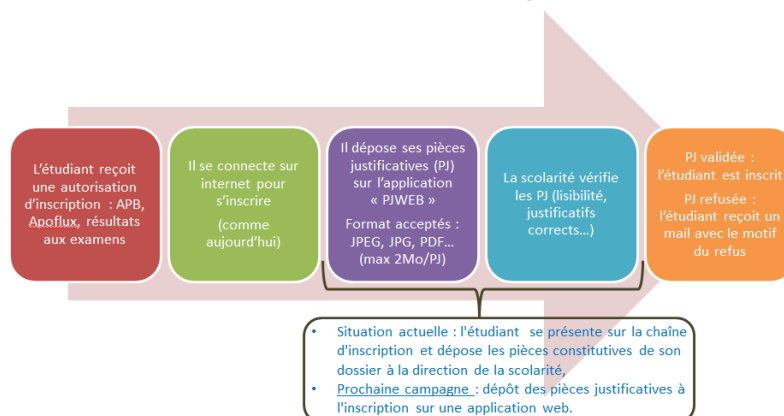 L'étudiant reçoit
une autorisation
d'inscription : APB,
Apoflux, résultats
aux examens
Il se connecte sur
internet pour
s'inscrire
(comme
aujourd'hui)
Il dépose ses pièces
justificatives (PJ)
sur l'application
« PJWEB »
Format acceptés :
JPEG, JPG, PDF...
(max 2Mo/PJ)
La scolarité vérifie
les PJ (lisibilité,
justificatifs
corrects...)
PJ validée :
l'étudiant est inscrit
PJ refusée :
l'étudiant reçoit un
mail avec le motif
du refus
• Situation actuelle : l'étudiant se présente sur la chaîne
d'inscription et dépose les pièces constitutives de son
dossier à la direction de la scolarité,
• Prochaine campagne : dépôt des pièces justificatives à
l'inscription sur une application web.